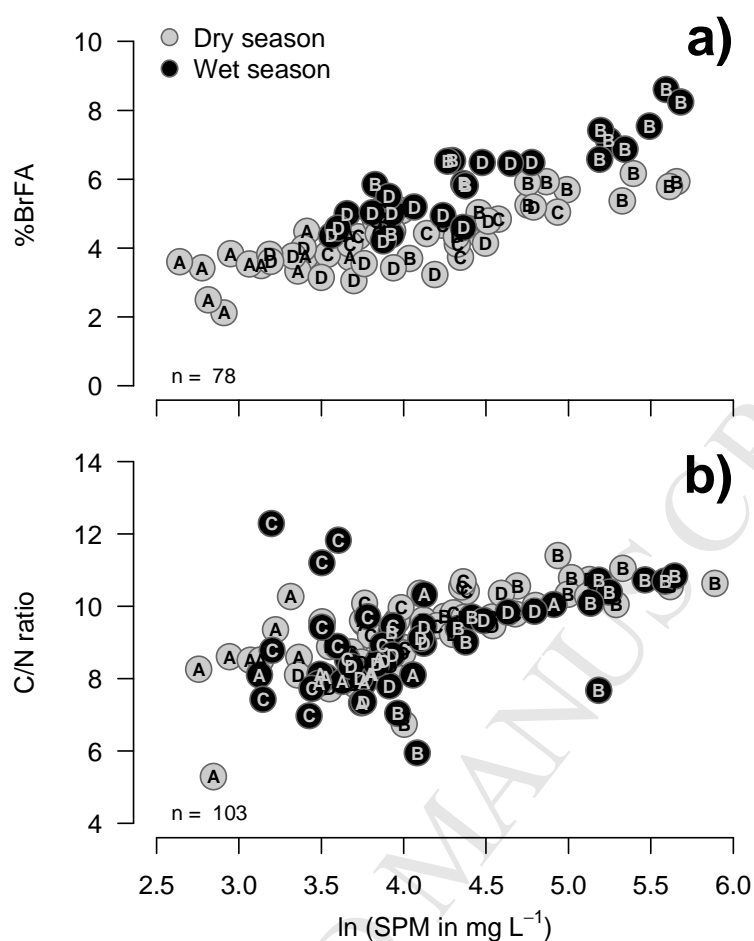 a)
Dry season
Wet season
%BrFA
10
8
6
4
2
0
n = 78
b)
C/N ratio
14
12
10
8
6
4
n = 103
2.5 3.0 3.5 4.0 4.5 5.0 5.5 6.0
ln (SPM in mg L⁻¹)
D MANUSCR